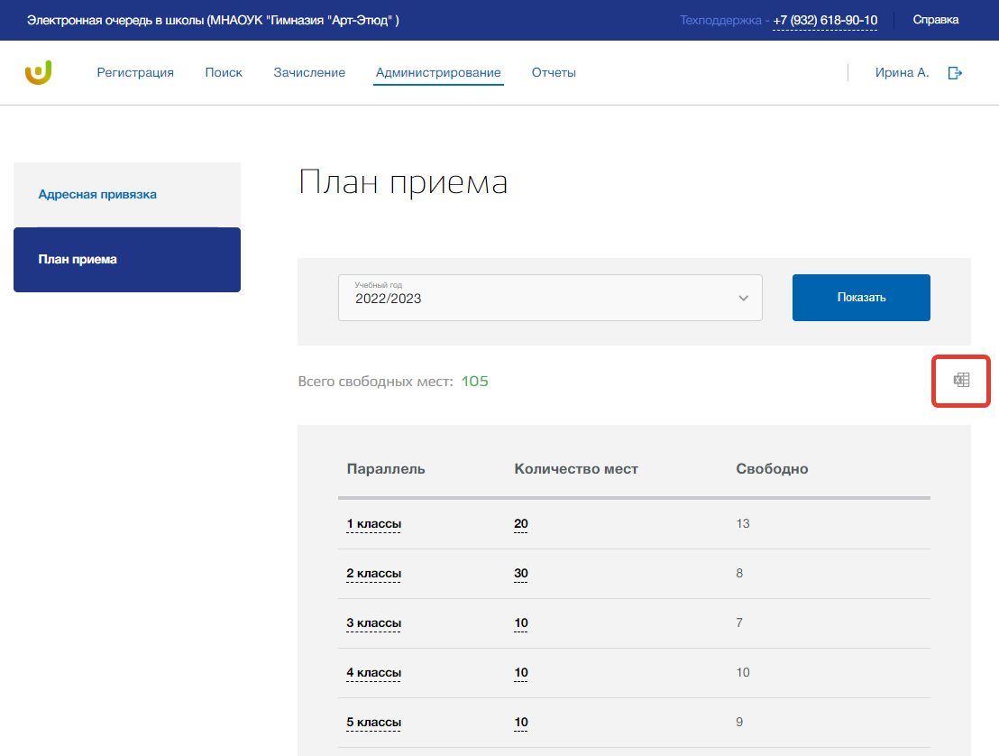 Электронная очередь в школы (МНАОУК "Гимназия "Арт-Этюд" )
Техподдержка - +7 (932) 618-90-10
Справка
Регистрация
Поиск
Зачисление
Администрирование
Отчеты
Ирина А.
Адресная привязка
План приема
План приема
Учебный год
2022/2023
Показать
Всего свободных мест: 105
Параллель Количество мест Свободно
1 классы 20 13
2 классы 30 8
3 классы 10 7
4 классы 10 10
5 классы 10 9